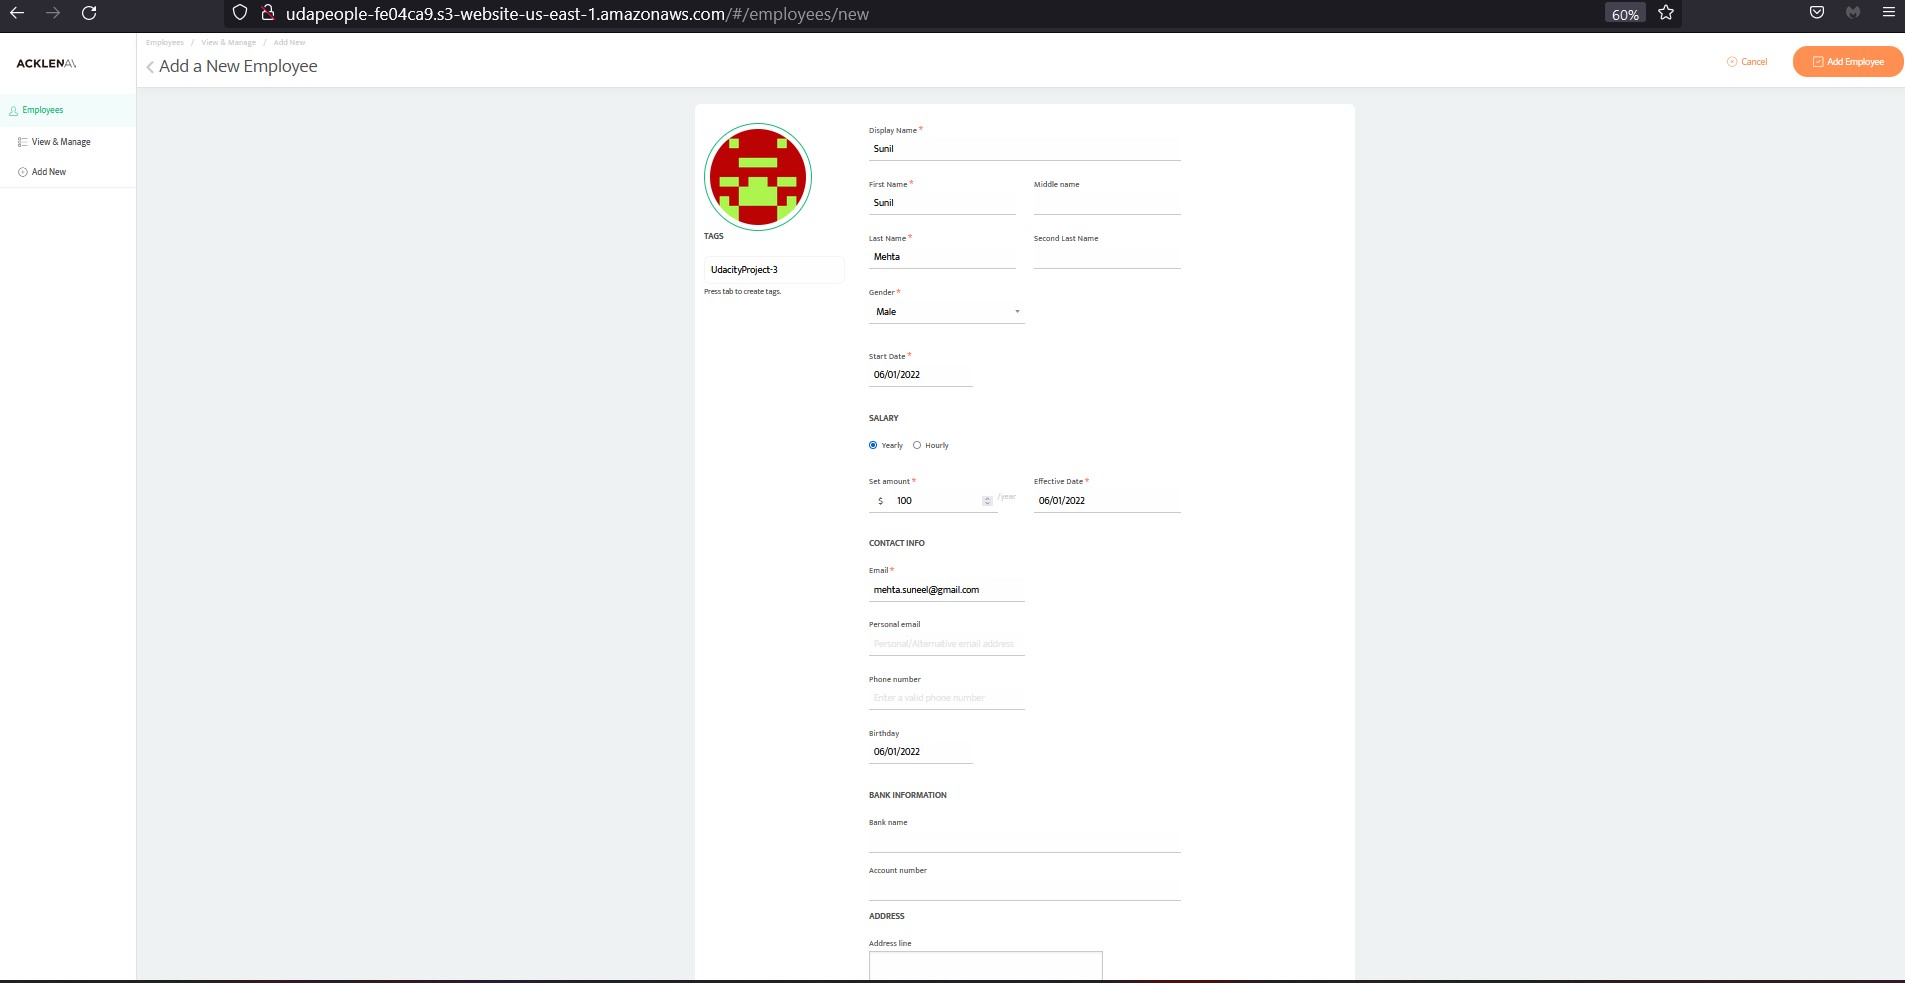 udapeople-fe04ca9.s3-website-us-east-1.amazonaws.com/#/employees/new
60%
ACKLENAV
Employees / View & Manage / Add New
Add a New Employee
Cancel
Add Employee
Employees
View & Manage
Add New
TAGS
UdacityProject-3
Press tab to create tags.
Display Name *
Sunil
First Name *
Middle name
Sunil
Last Name *
Second Last Name
Mehta
Gender *
Male
Start Date *
06/01/2022
SALARY
Yearly
Hourly
Set amount *
Effective Date *
$ 100 /year
06/01/2022
CONTACT INFO
Email *
mehta.suneel@gmail.com
Personal email
Personal/Alternative email address
Phone number
Enter a valid phone number
Birthday
06/01/2022
BANK INFORMATION
Bank name
Account number
ADDRESS
Address line